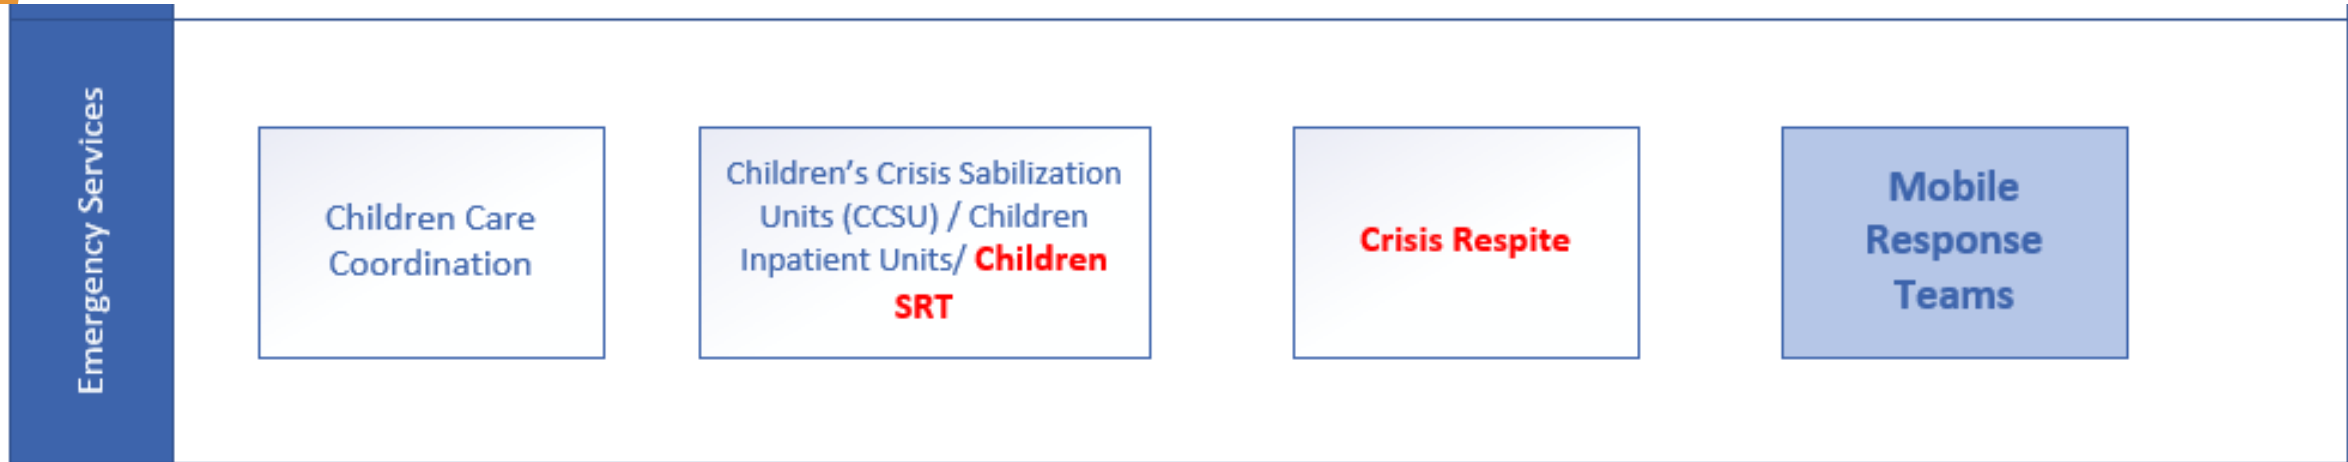 Emergency Services
Children Care
Coordination
Children's Crisis Sabilization
Units (CCSU) / Children
Inpatient Units/ Children
SRT
Crisis Respite
Mobile
Response
Teams